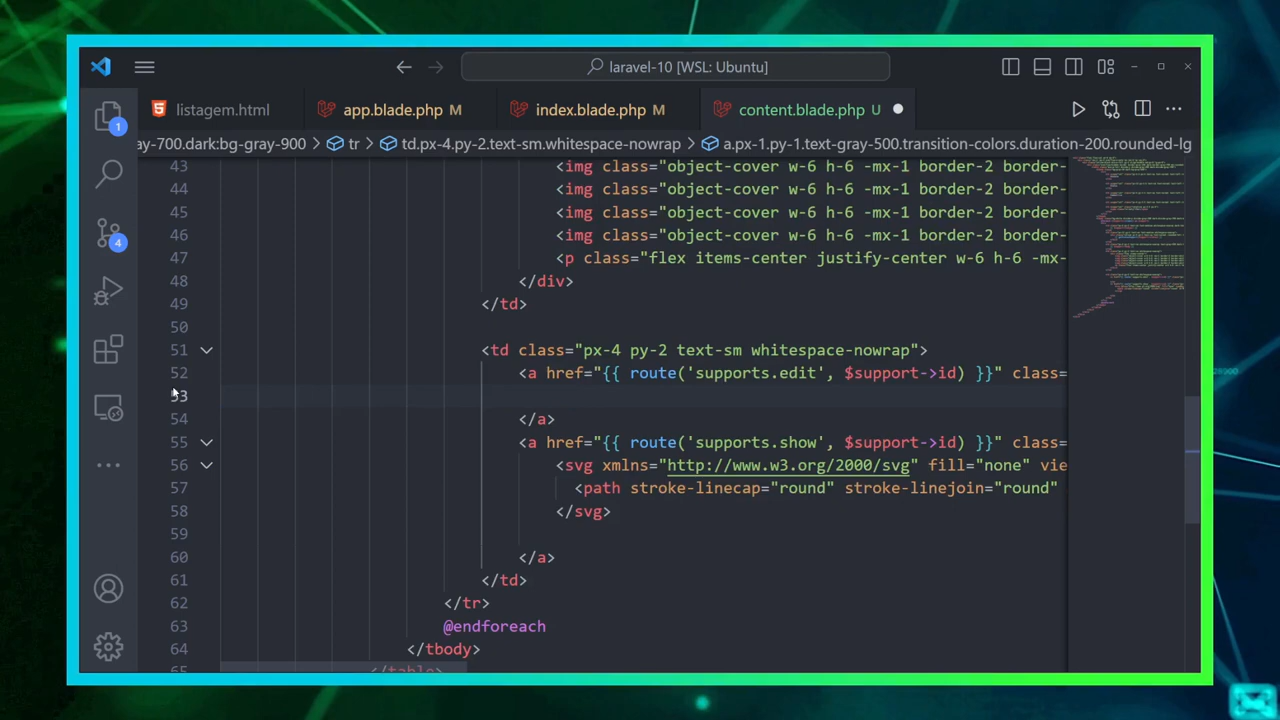 laravel-10 [WSL: Ubuntu]
listagem.html
app.blade.php M
index.blade.php M
content.blade.php U
ay-700.dark:bg-gray-900 > tr > td.px-4.py-2.text-sm.whitespace-nowrap > a.px-1.py-1.text-gray-500.transition-colors.duration-200.rounded-lg
1
4
43 <img class="object-cover w-6 h-6 -mx-1 border-2 border-
44 <img class="object-cover w-6 h-6 -mx-1 border-2 border-
45 <img class="object-cover w-6 h-6 -mx-1 border-2 border-
46 <img class="object-cover w-6 h-6 -mx-1 border-2 border-
47 <p class="flex items-center justify-center w-6 h-6 -mx-
48 </div>
49 </td>
50
51 <td class="px-4 py-2 text-sm whitespace-nowrap">
52 <a href="{{ route('supports.edit', $support->id) }}" class=
53
54 </a>
55 <a href="{{ route('supports.show', $support->id) }}" class=
56 <svg xmlns="http://www.w3.org/2000/svg" fill="none" vie
57 <path stroke-linecap="round" stroke-linejoin="round"
58 </svg>
59
60 </a>
61 </td>
62 </tr>
63 @endforeach
64 </tbody>
65 </table>